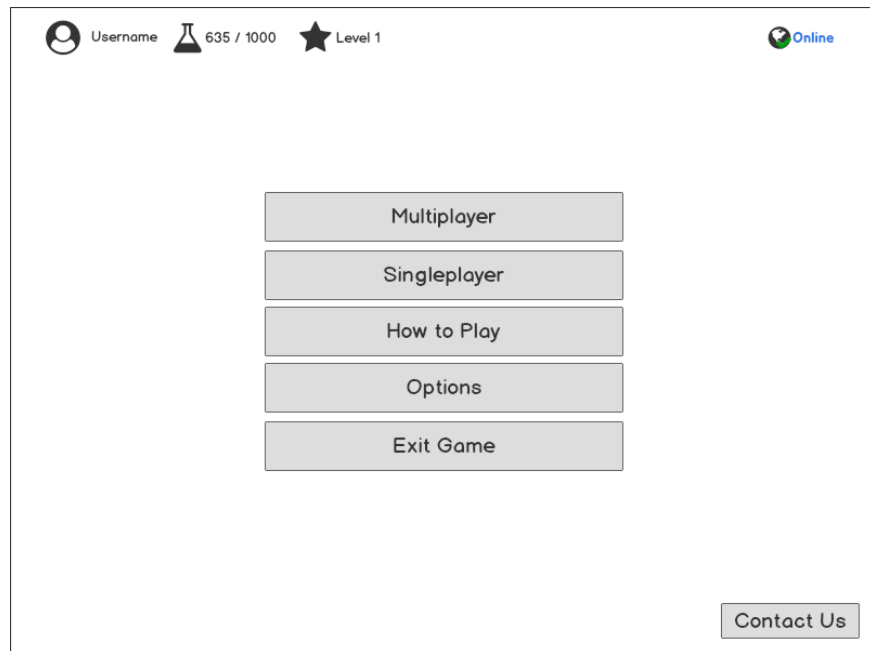 Username 635 / 1000 Level 1 Online
Multiplayer
Singleplayer
How to Play
Options
Exit Game
Contact Us